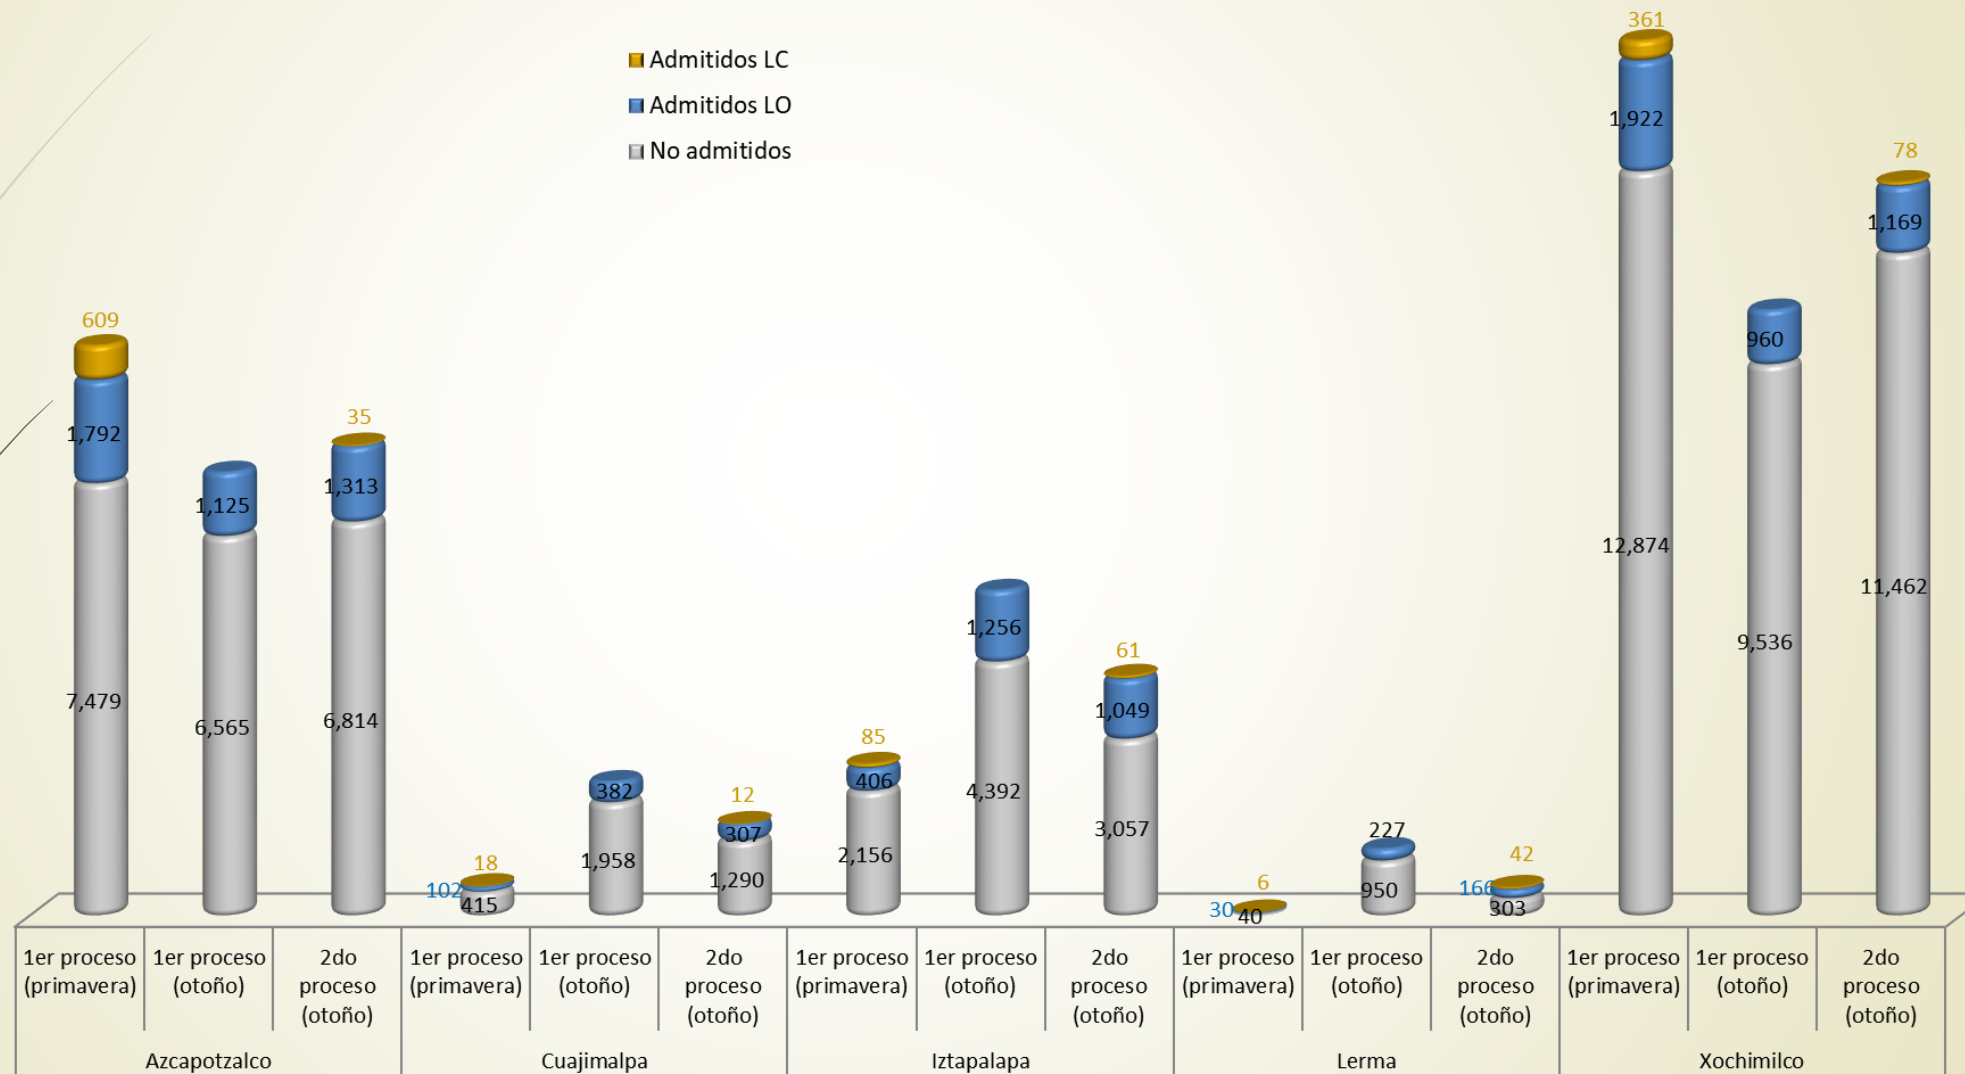 Admitidos LC
Admitidos LO
No admitidos
609
1,792
7,479
1,125
6,565
35
1,313
6,814
18
102
415
382
1,958
12
307
1,290
85
406
2,156
1,256
4,392
61
1,049
3,057
6
30
40
227
950
42
166
303
361
1,922
12,874
960
9,536
78
1,169
11,462
1er proceso
(primavera)
1er proceso
(otoño)
2do
proceso
(otoño)
1er proceso
(primavera)
1er proceso
(otoño)
2do
proceso
(otoño)
1er proceso
(primavera)
1er proceso
(otoño)
2do
proceso
(otoño)
1er proceso
(primavera)
1er proceso
(otoño)
2do
proceso
(otoño)
1er proceso
(primavera)
1er proceso
(otoño)
2do
proceso
(otoño)
Azcapotzalco
Cuajimalpa
Iztapalapa
Lerma
Xochimilco